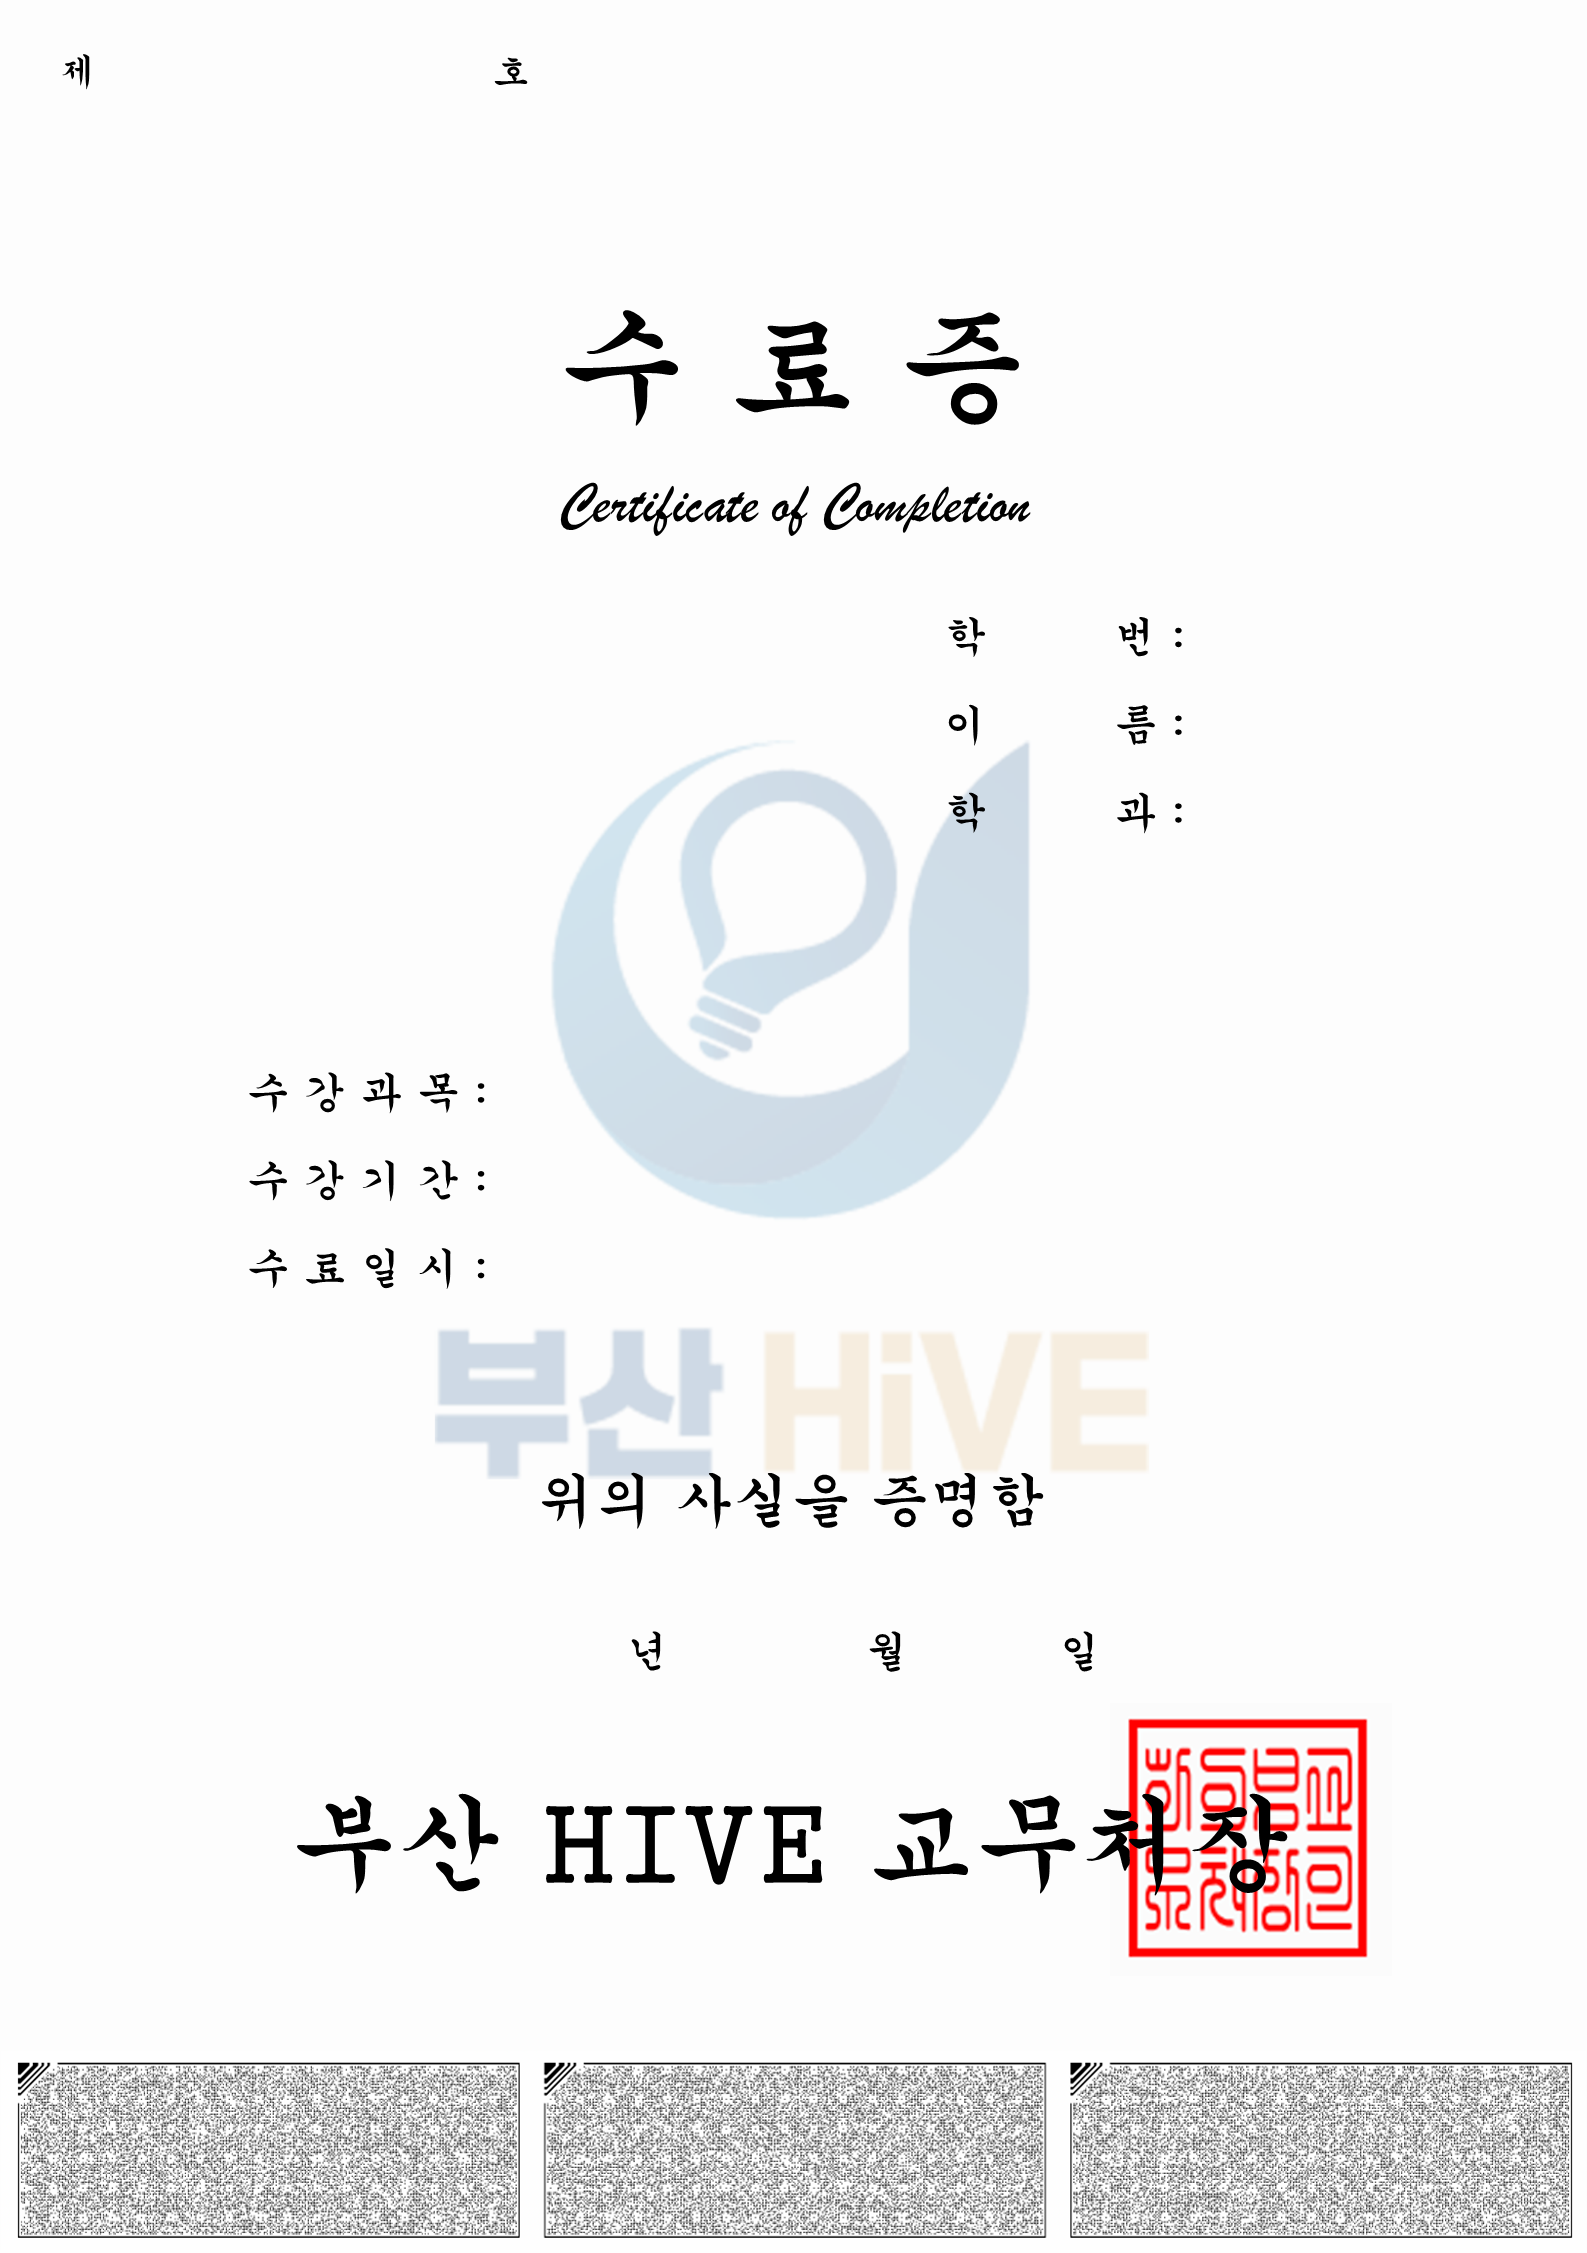 제 호
수 료 증
Certificate of Completion
학 번 :
이 름 :
학 과 :
수 강 과 목 :
수 강 기 간 :
수 료 일 시 :
부산 HiVE
위의 사실을 증명함
년 월 일
부산 HIVE 교무처장